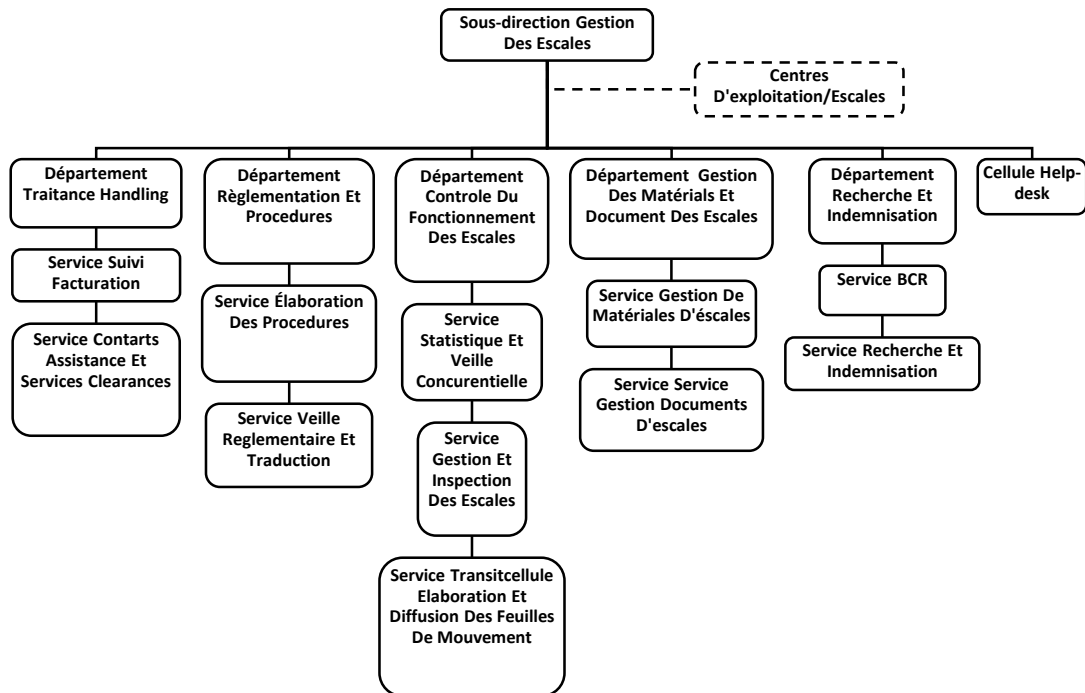 Sous-direction Gestion
Des Escales
Centres
D'exploitation/Escales
Département
Traitance Handling
Département
Règlementation Et
Procedures
Département
Controle Du
Fonctionnement
Des Escales
Département Gestion
Des Matérials Et
Document Des Escales
Département
Recherche Et
Indemnisation
Cellule Help-
desk
Service Suivi
Facturation
Service Contarts
Assistance Et
Services Clearances
Service Élaboration
Des Procedures
Service Veille
Reglementaire Et
Traduction
Service
Statistique Et
Veille
Concurentielle
Service
Gestion Et
Inspection
Des Escales
Service Transitcellule
Elaboration Et
Diffusion Des Feuilles
De Mouvement
Service Gestion De
Matériales D'éscales
Service Service
Gestion Documents
D'escales
Service BCR
Service Recherche Et
Indemnisation